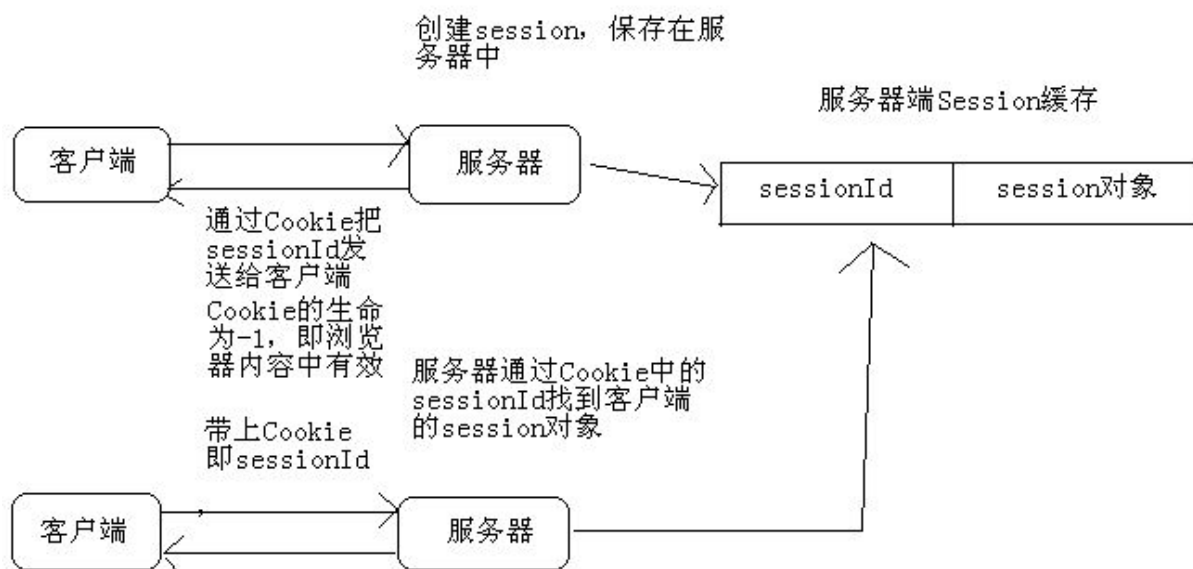 创建session，保存在服
务器中
服务器端Session缓存
客户端
服务器
sessionId
session对象
通过Cookie把
sessionId发
送给客户端
Cookie的生命
为-1，即浏览
器内容中有效
服务器通过Cookie中的
sessionId找到客户端
的session对象
带上Cookie
即sessionId
客户端
服务器